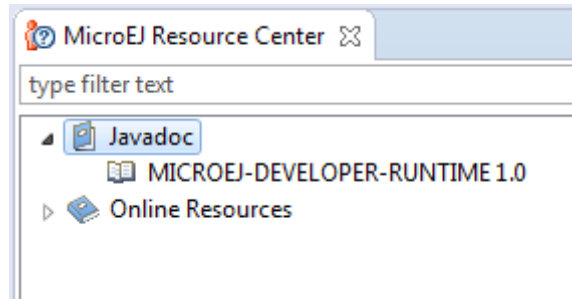 MicroEJ Resource Center
type filter text
Javadoc
MICROEJ-DEVELOPER-RUNTIME 1.0
Online Resources